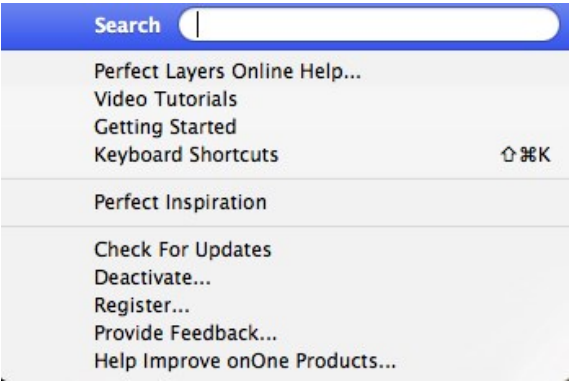 Search
Perfect Layers Online Help...
Video Tutorials
Getting Started
Keyboard Shortcuts ⇧⌘K
Perfect Inspiration
Check For Updates
Deactivate...
Register...
Provide Feedback...
Help Improve onOne Products...